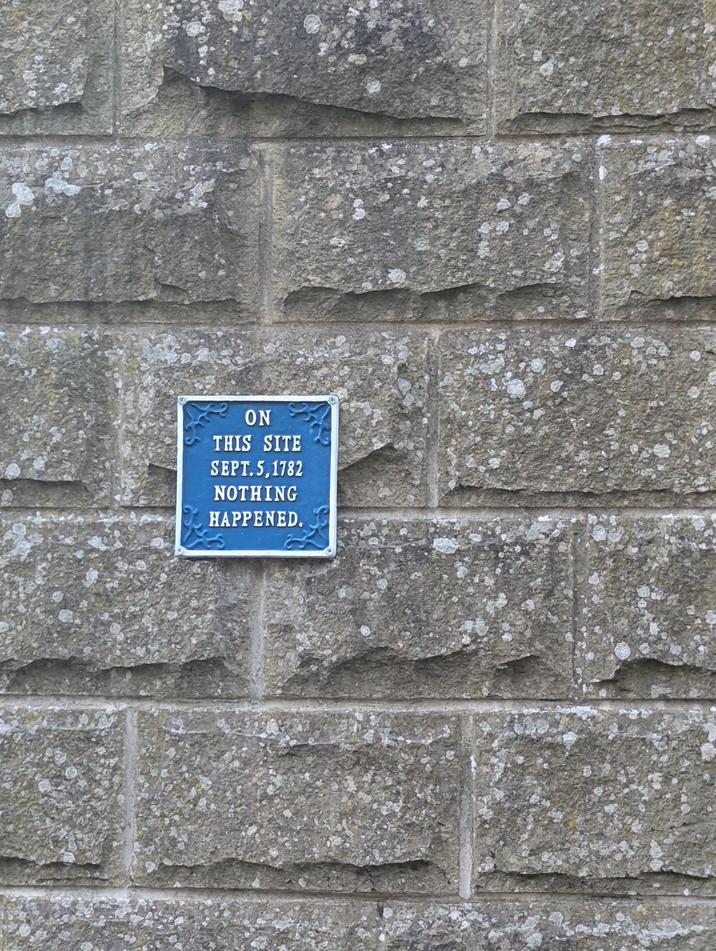 ON
THIS SITE
SEPT. 5, 1782
NOTHING
HAPPENED.